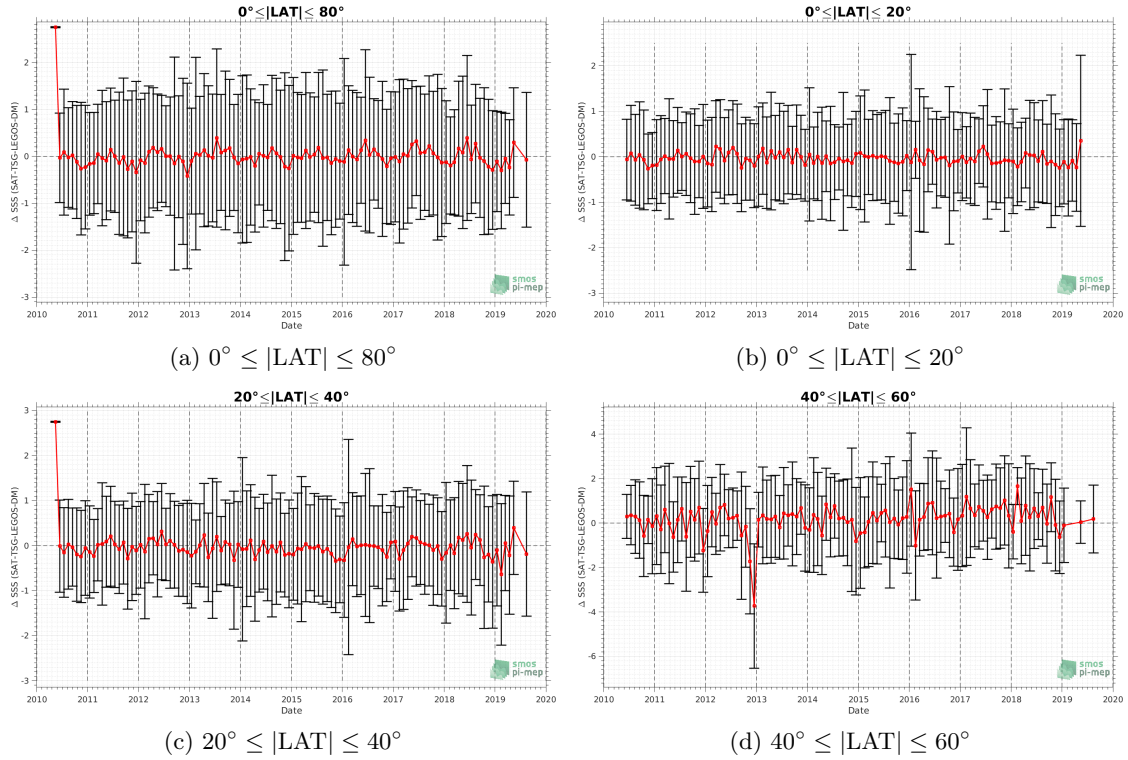 0°≤|LAT|≤ 80°
Δ SSS (SAT-TSG-LEGOS-DM)
2
1
0
-1
-2
-3
2010 2011 2012 2013 2014 2015 2016 2017 2018 2019 2020
Date
smos
pi-mep
(a) 0° ≤ |LAT| ≤ 80°
0°≤|LAT|≤ 20°
Δ SSS (SAT-TSG-LEGOS-DM)
2
1
0
-1
-2
-3
2010 2011 2012 2013 2014 2015 2016 2017 2018 2019 2020
Date
smos
pi-mep
(b) 0° ≤ |LAT| ≤ 20°
20°≤|LAT|≤ 40°
Δ SSS (SAT-TSG-LEGOS-DM)
3
2
1
0
-1
-2
-3
2010 2011 2012 2013 2014 2015 2016 2017 2018 2019 2020
Date
smos
pi-mep
(c) 20° ≤ |LAT| ≤ 40°
40°≤|LAT|≤ 60°
Δ SSS (SAT-TSG-LEGOS-DM)
4
2
0
-2
-4
-6
2010 2011 2012 2013 2014 2015 2016 2017 2018 2019 2020
Date
smos
pi-mep
(d) 40° ≤ |LAT| ≤ 60°